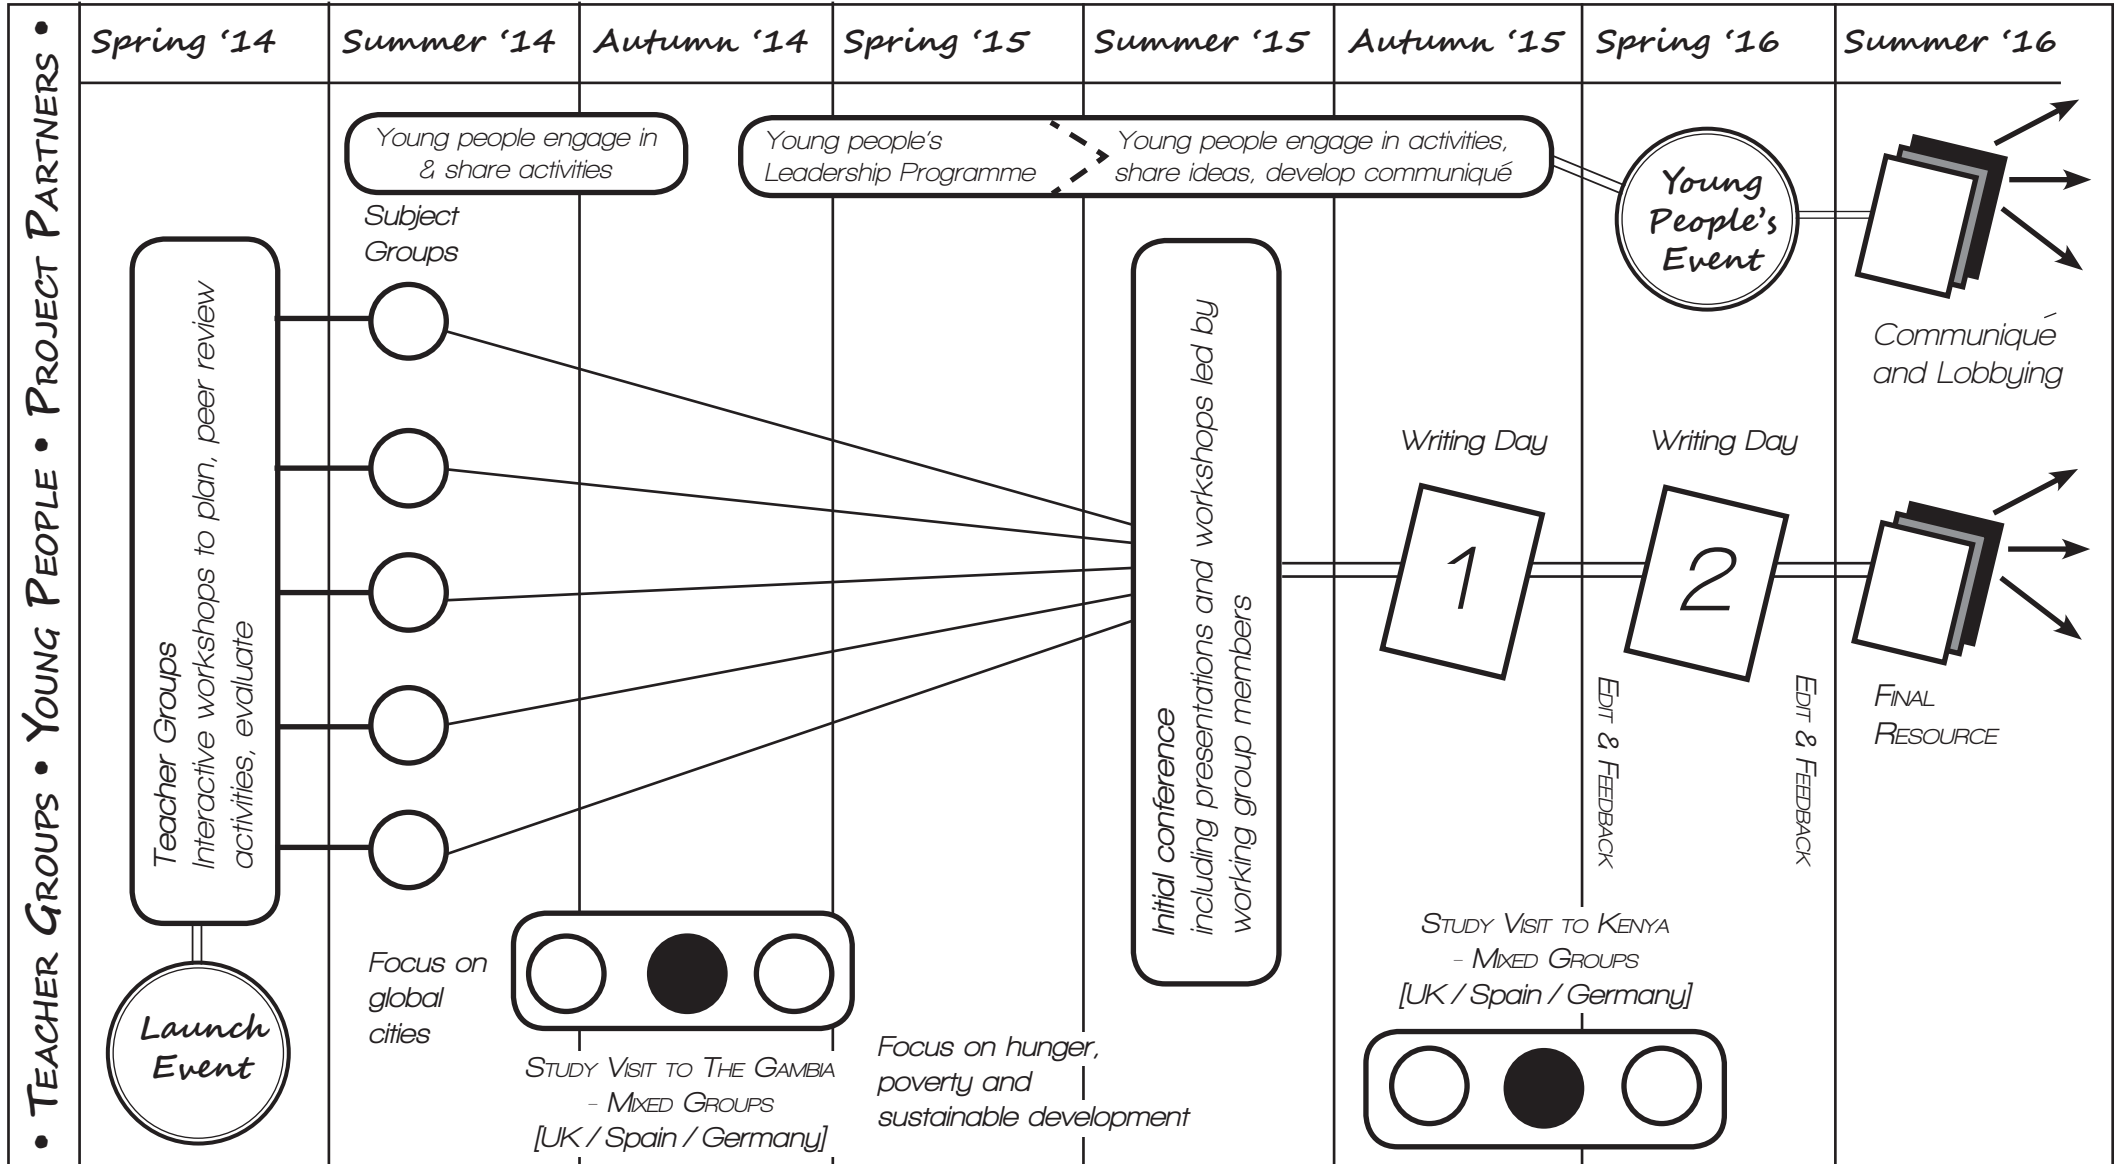 • Teacher Groups • Young People • Project Partners •
Spring ‘14
Summer ‘14
Autumn ‘14
Spring ‘15
Summer ‘15
Autumn ‘15
Spring ‘16
Summer ‘16
Young people engage in
& share activities
Young people’s
Leadership Programme
Young people engage in activities,
share ideas, develop communiqué
Young
People’s
Event
Communiqué
and Lobbying
Subject
Groups
Teacher Groups
Interactive workshops to plan, peer review
activities, evaluate
Launch
Event
Focus on
global
cities
Study Visit to The Gambia
- Mixed Groups
[UK / Spain / Germany]
Focus on hunger,
poverty and
sustainable development
Initial conference
including presentations and workshops led by
working group members
Writing Day
1
Edit & Feedback
Writing Day
2
Edit & Feedback
Final
Resource
Study Visit to Kenya
- Mixed Groups
[UK / Spain / Germany]